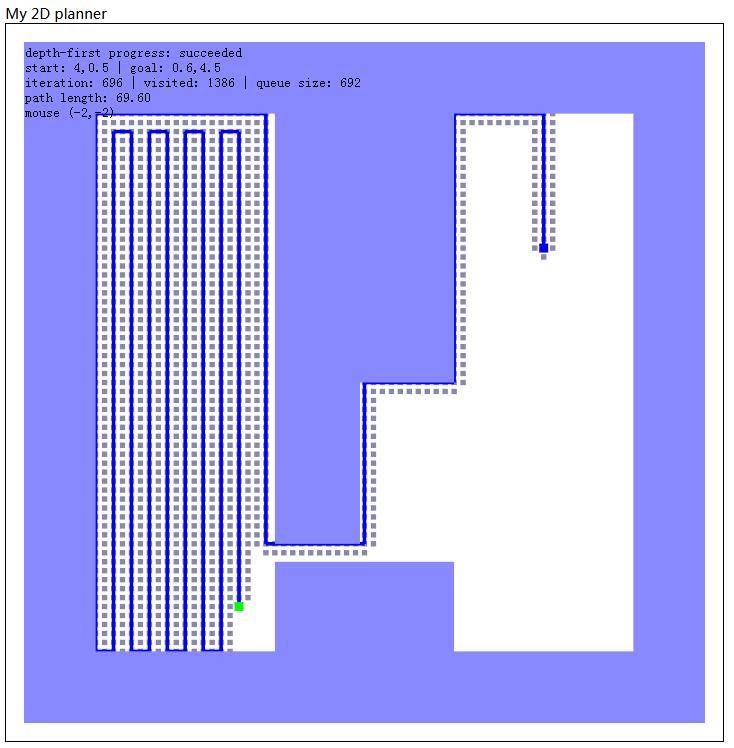 My 2D planner
depth-first progress: succeeded
start: 4,0.5 | goal: 0.6,4.5
iteration: 696 | visited: 1386 | queue size: 692
path length: 69.60
mouse (-2,-2)